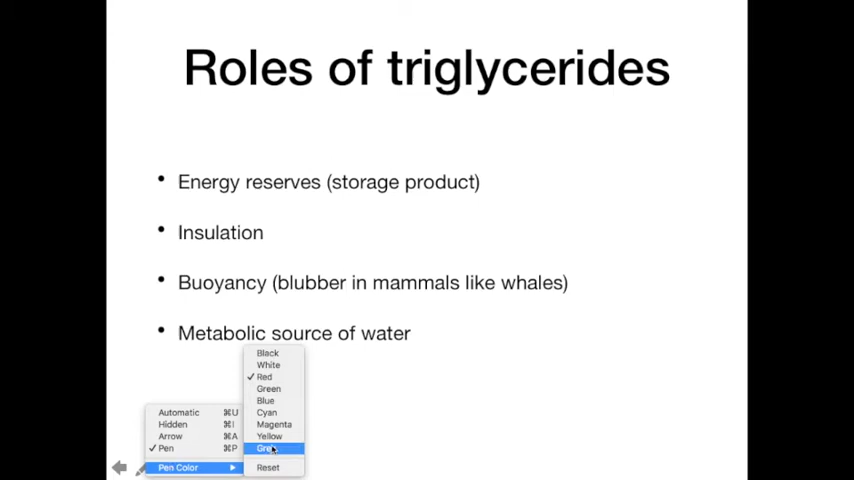 Roles of triglycerides
• Energy reserves (storage product)
• Insulation
• Buoyancy (blubber in mammals like whales)
• Metabolic source of water
Black
White
✓ Red
Green
Blue
Cyan
Magenta
Yellow
Reset
Automatic ⌘U
Hidden ⌘I
Arrow ⌘A
✓ Pen ⌘P
Pen Color ▶